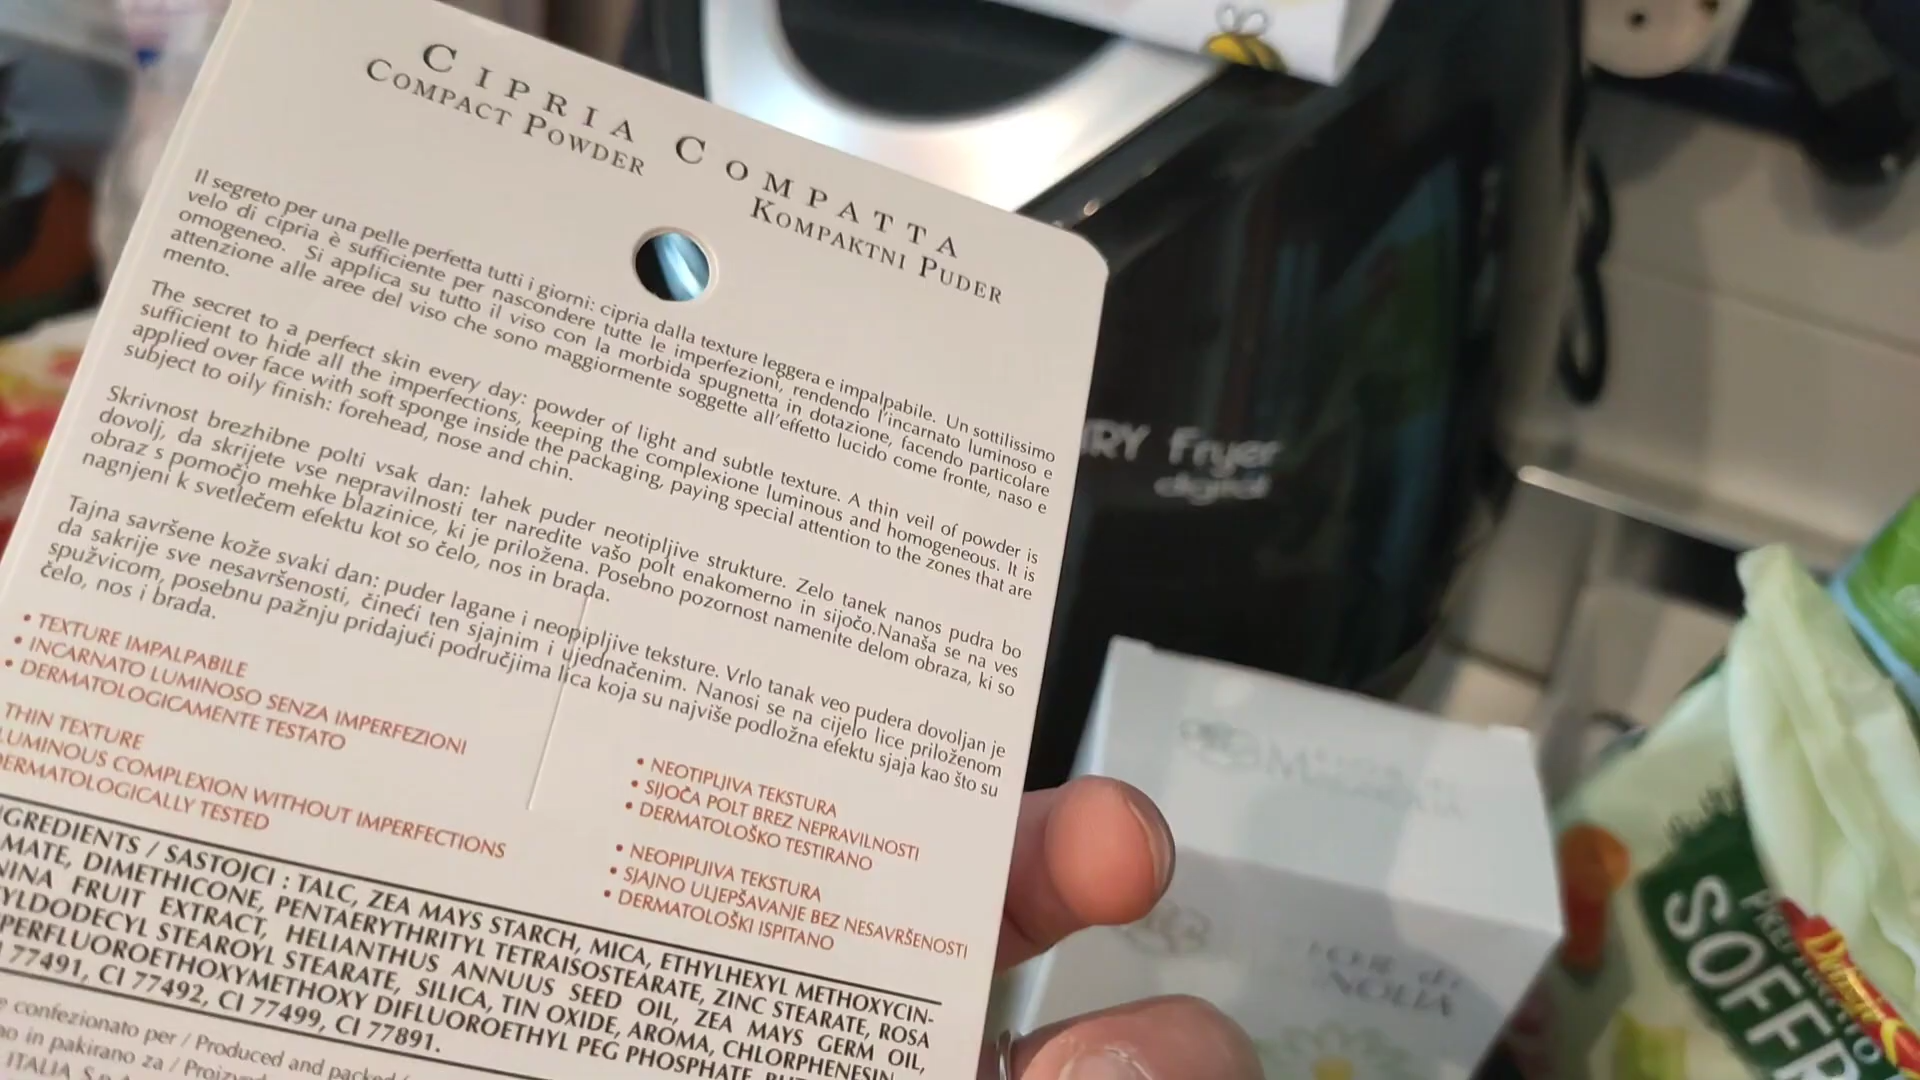 CIPRIA COMPATTA
COMPACT POWDER
KOMPAKTNI PUDER
Il segreto per una pelle perfetta tutti i giorni: cipria dalla texture leggera e impalpabile. Un sottilissimo
velo di cipria è sufficiente per nascondere tutte le imperfezioni, rendendo l'incarnato luminoso e
omogeneo. Si applica su tutto il viso con la morbida spugnetta in dotazione, facendo particolare
attenzione alle aree del viso che sono maggiormente soggette all'effetto lucido come fronte, naso e
mento.
The secret to a perfect skin every day: powder of light and subtle texture. A thin veil of powder is
sufficient to hide all the imperfections, keeping the complexione luminous and homogeneous. It is
applied over face with soft sponge inside the packaging, paying special attention to the zones that are
subject to oily finish: forehead, nose and chin.
Skrivnost brezhibne polti vsak dan: lahek puder neotipljive strukture. Zelo tanek nanos pudra bo
dovolj, da skrijete vse nepravilnosti ter naredite vašo polt enakomerno in sijočo.Nanaša se na ves
obraz s pomočjo mehke blazinice, ki je priložena. Posebno pozornost namenite delom obraza, ki so
nagnjeni k svetlečem efektu kot so čelo, nos in brada.
Tajna savršene kože svaki dan: puder lagane i neopipljive teksture. Vrlo tanak veo pudera dovoljan je
da sakrije sve nesavršenosti, čineći ten sjajnim i ujednačenim. Nanosi se na cijelo lice priloženom
spužvicom, posebnu pažnju pridajući područjima lica koja su najviše podložna efektu sjaja kao što su
čelo, nos i brada.
• TEXTURE IMPALPABILE
• INCARNATO LUMINOSO SENZA IMPERFEZIONI
• DERMATOLOGICAMENTE TESTATO
THIN TEXTURE
LUMINOUS COMPLEXION WITHOUT IMPERFECTIONS
DERMATOLOGICALLY TESTED
• NEOTIPLJIVA TEKSTURA
• SIJOČA POLT BREZ NEPRAVILNOSTI
• DERMATOLOŠKO TESTIRANO
• NEOPIPLJIVA TEKSTURA
• SJAJNO ULJEPŠAVANJE BEZ NESAVRŠENOSTI
• DERMATOLOŠKI ISPITANO
NGREDIENTS / SASTOJCI : TALC, ZEA MAYS STARCH, MICA, ETHYLHEXYL METHOXYCIN-
MATE, DIMETHICONE, PENTAERYTHRITYL TETRAISOSTEARATE, ZINC STEARATE, ROSA
NINA FRUIT EXTRACT, HELIANTHUS ANNUUS SEED OIL, ZEA MAYS GERM OIL,
YLDODECYL STEAROYL STEARATE, SILICA, TIN OXIDE, AROMA, CHLORPHENESIN,
PERFLUOROETHOXYMETHOXY DIFLUOROETHYL PEG PHOSPHATE,
77491, CI 77492, CI 77499, CI 77891.
confezionato per / Produced and packed
in pakirano za /
ITALIA S.p.
RY Fryer
digital
SOFFR